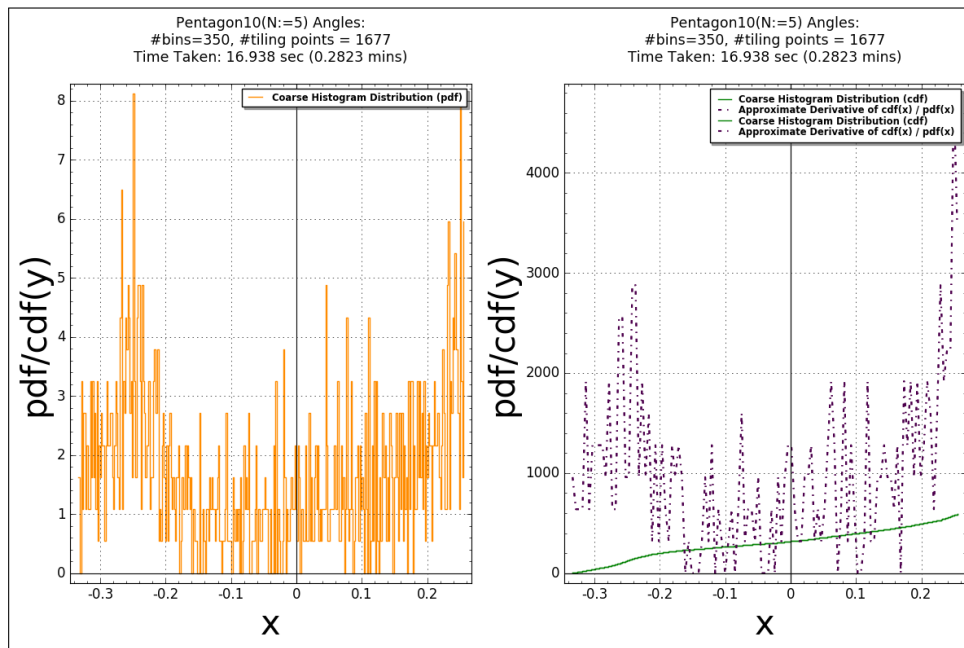 Pentagon10(N:=5) Angles:
#bins=350, #tiling points = 1677
Time Taken: 16.938 sec (0.2823 mins)
Coarse Histogram Distribution (pdf)
8
7
6
5
4
3
2
1
0
pdf/cdf(y)
-0.3
-0.2
-0.1
0
0.1
0.2
x
Pentagon10(N:=5) Angles:
#bins=350, #tiling points = 1677
Time Taken: 16.938 sec (0.2823 mins)
Coarse Histogram Distribution (cdf)
Approximate Derivative of cdf(x) / pdf(x)
Coarse Histogram Distribution (cdf)
Approximate Derivative of cdf(x) / pdf(x)
4000
3000
2000
1000
0
pdf/cdf(y)
-0.3
-0.2
-0.1
0
0.1
0.2
x